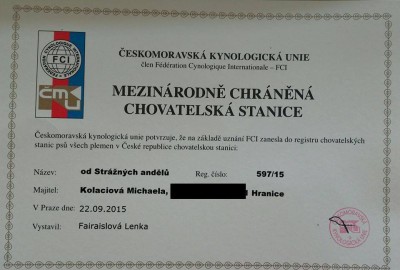 FCI
ČMKU
ČESKOMORAVSKÁ KYNOLOGICKÁ UNIE
člen Fédération Cynologique Internationale – FCI
MEZINÁRODNĚ CHRÁNĚNÁ
CHOVATELSKÁ STANICE
Českomoravská kynologická unie potvrzuje, že na základě uznání FCI zanesla do registru chovatelských
stanic psů všech plemen v České republice chovatelskou stanici:
Název: od Strážných andělů Reg. číslo: 597/15
Majitel: Kolaciová Michaela, Hranice
V Praze dne: 22.09.2015
Vystavil: Fairaislová Lenka